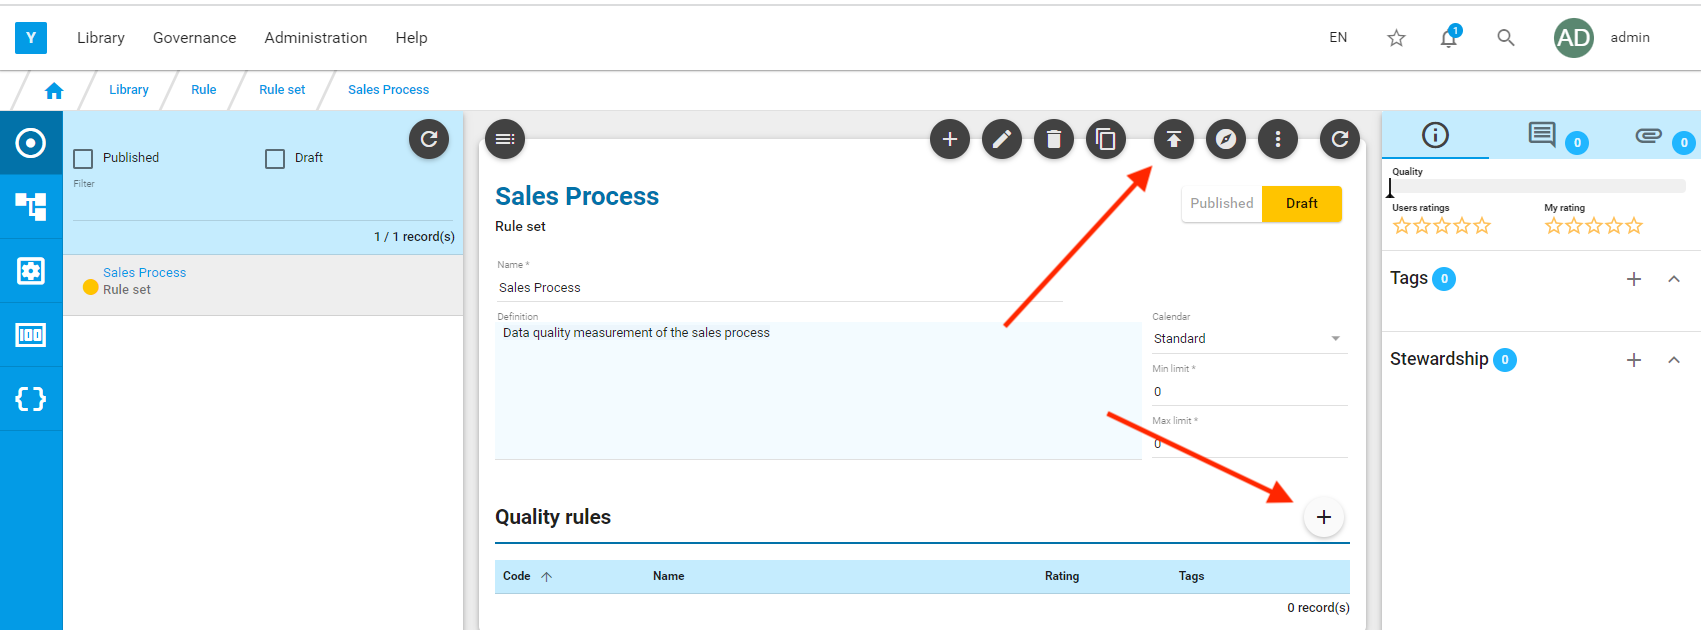 Y Library Governance Administration Help EN 1 AD admin
Library Rule Rule set Sales Process
Published Draft
Filter
1 / 1 record(s)
Sales Process
Rule set
100
Sales Process
Rule set
Published Draft
Name *
Sales Process
Definition
Data quality measurement of the sales process
Calendar
Standard
Min limit *
0
Max limit *
0
Quality rules
Code Name Rating Tags
0 record(s)
0 0
Quality
Users ratings My rating
Tags 0
Stewardship 0